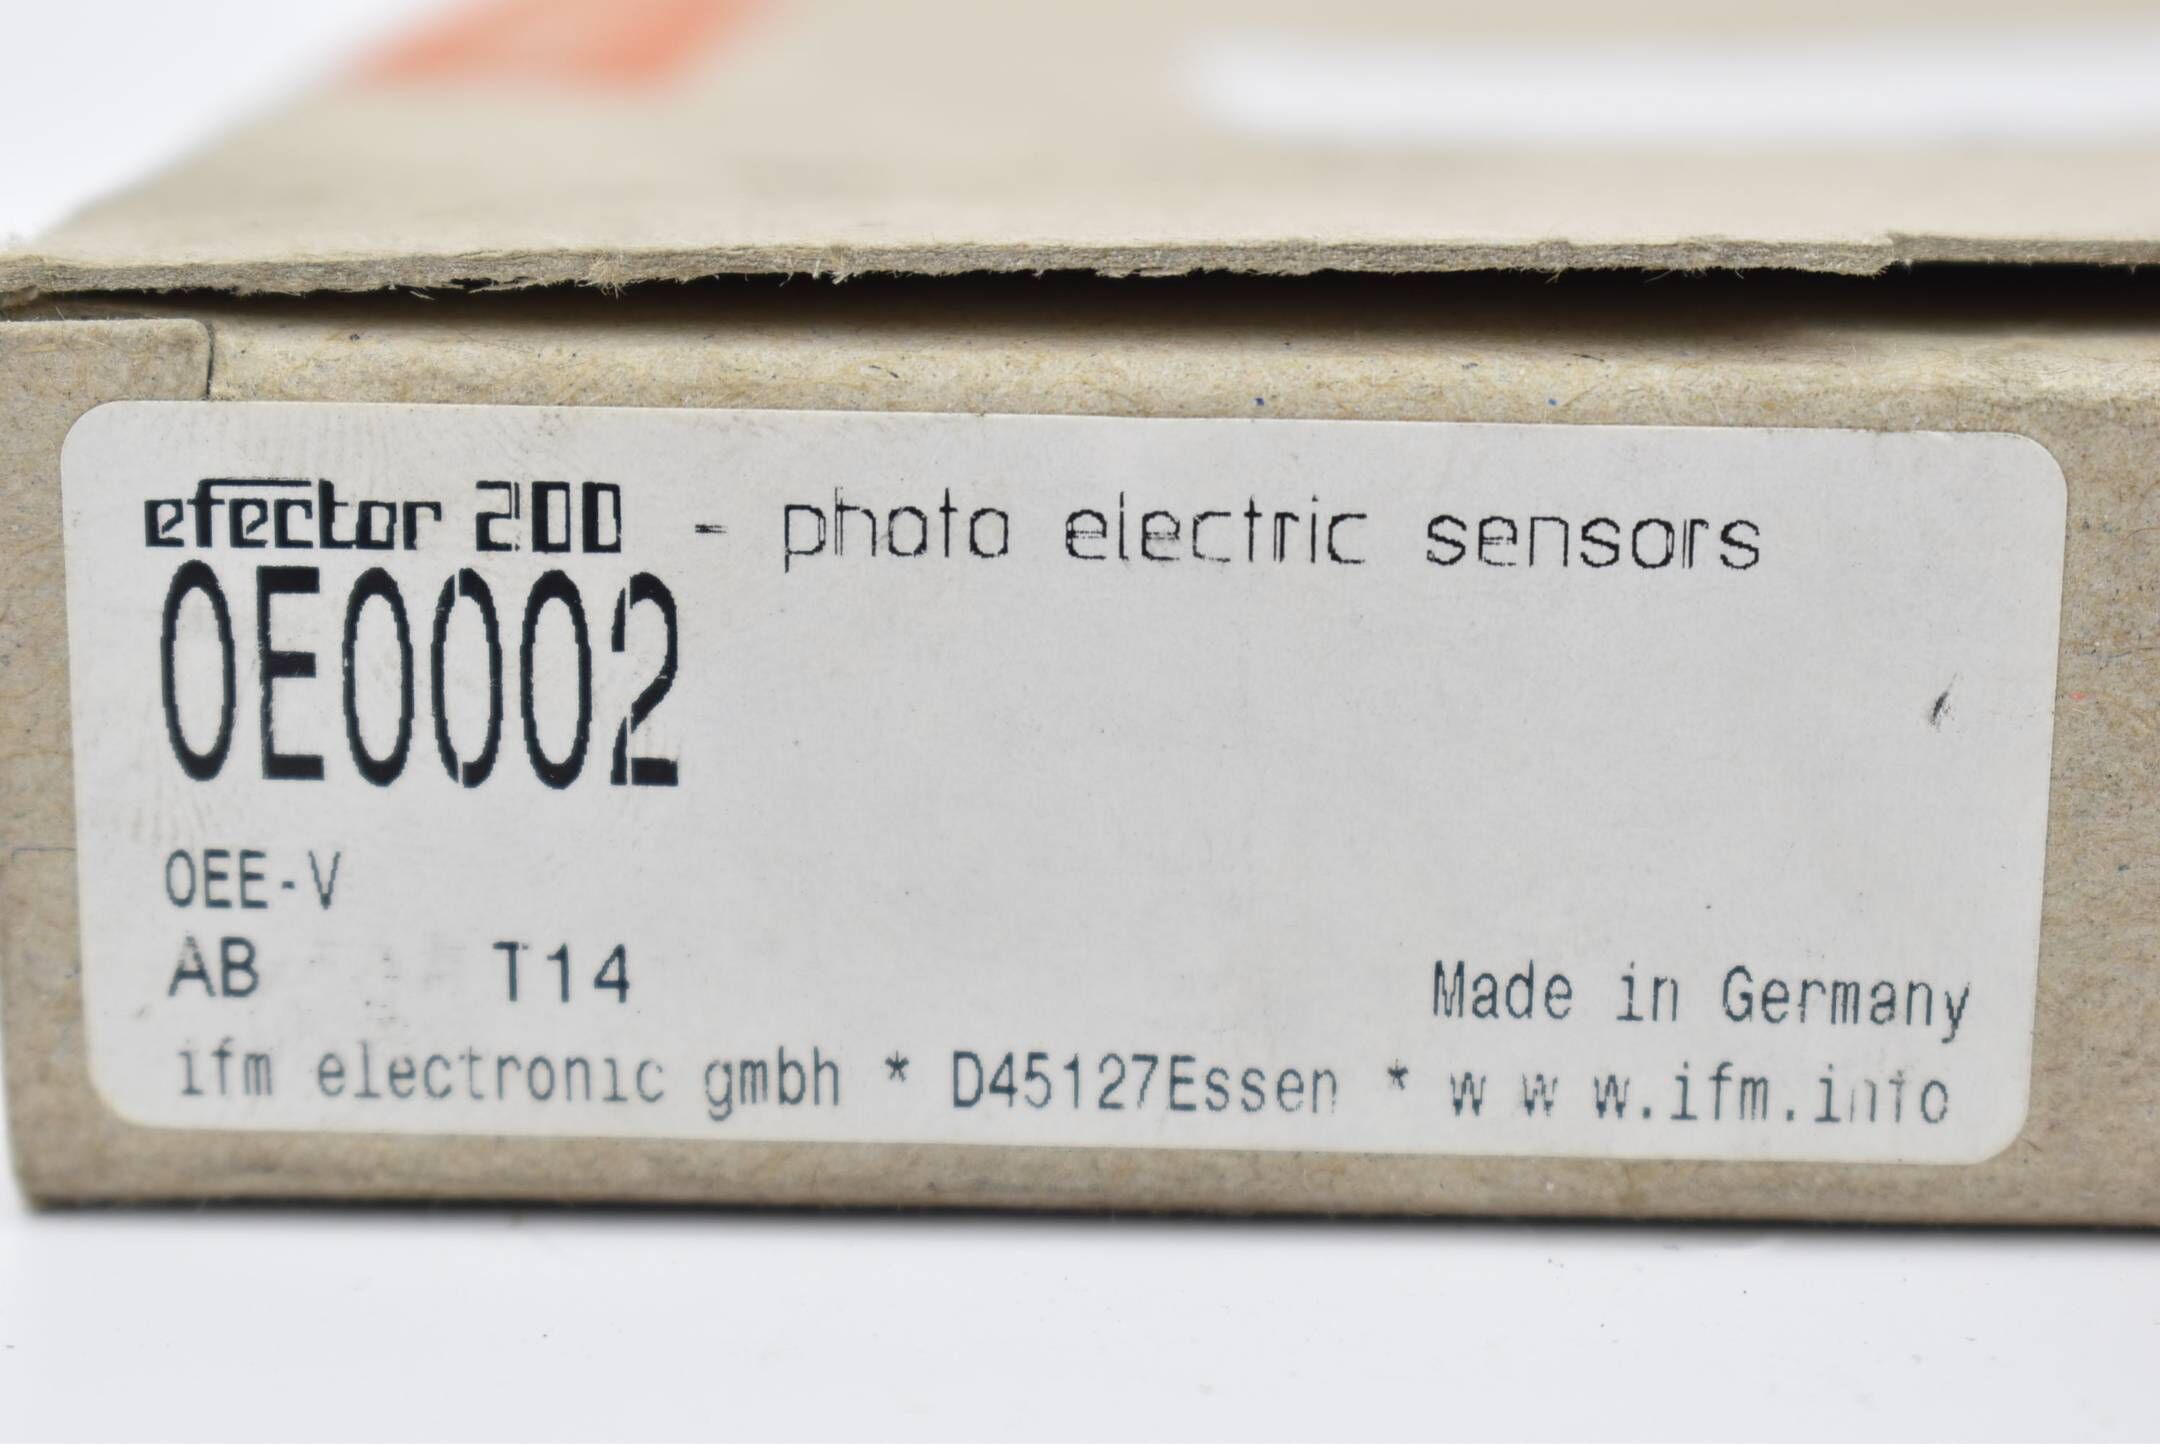 efector 200 - photo electric sensors
OE0002
OEE-V
AB T14
Made in Germany
ifm electronic gmbh * D45127Essen * w w w.ifm.info